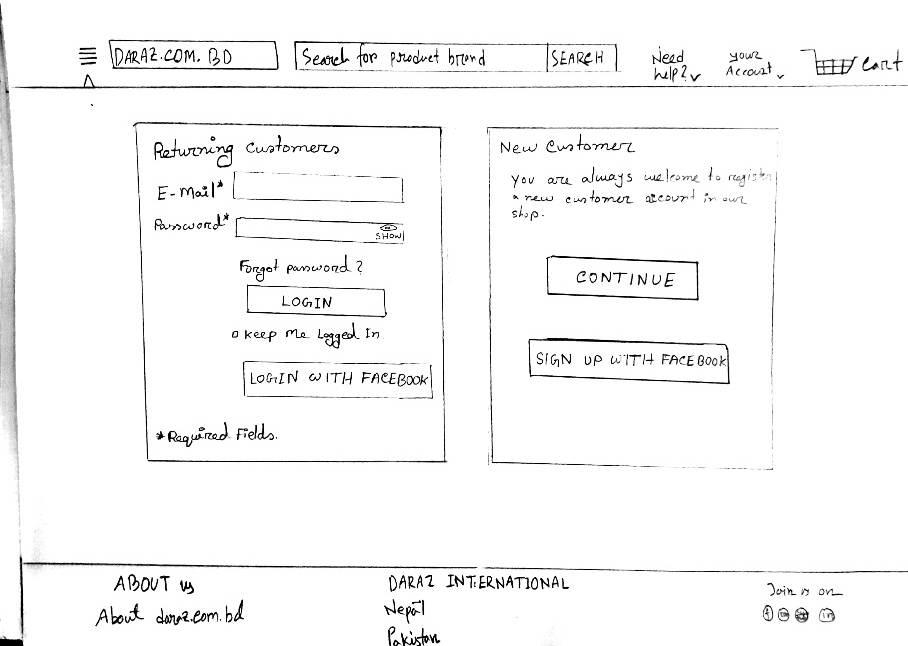 DARAZ.COM.BD
Search for product brand
SEARCH
Need help?
your Account
cart
Returning Customers
E-Mail*
Password*
SHOW
Forgot password?
LOGIN
Keep Me Logged In
LOGIN WITH FACEBOOK
*Required Fields.
New Customer
You are always welcome to register
a new customer account in our
shop.
CONTINUE
SIGN UP WITH FACEBOOK
ABOUT us
About daraz.com.bd
DARAZ INTERNATIONAL
Nepal
Pakistan
Join us on
f
in